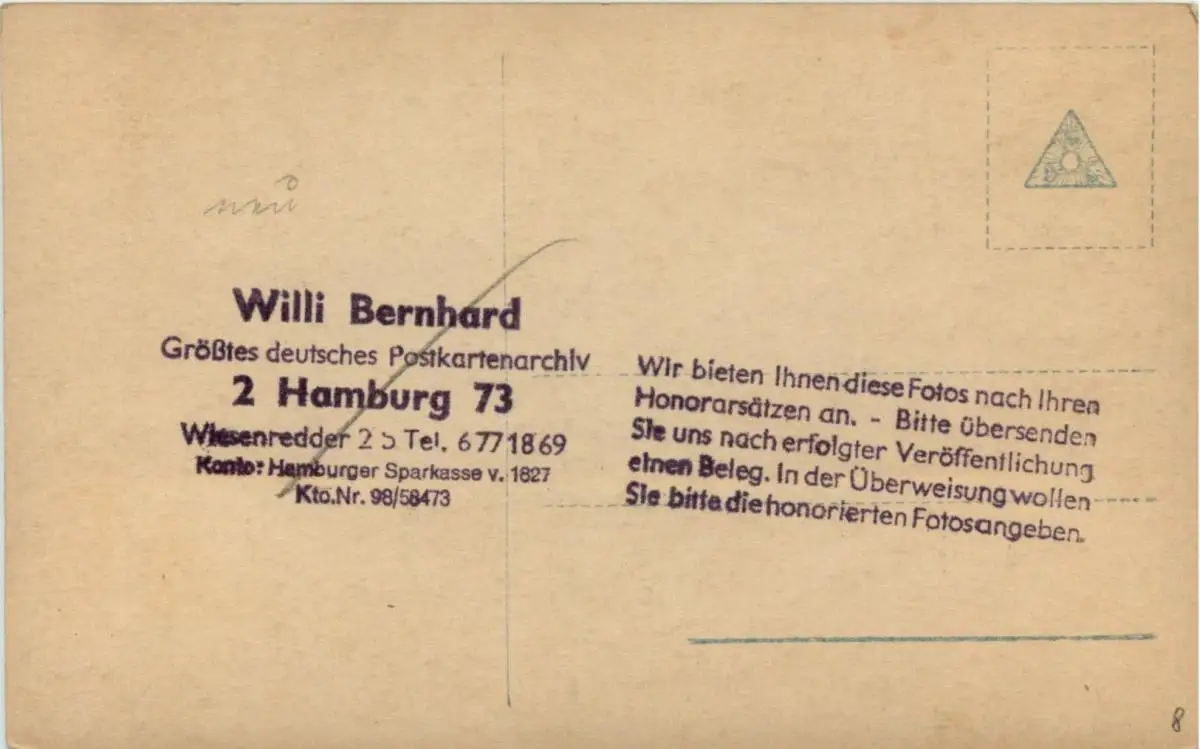 Willi Bernhard
Größtes deutsches Postkartenarchiv
2 Hamburg 73
Wiesenredder 2 Tel. 6771869
Konto: Hamburger Sparkasse v. 1827
Kto.Nr. 98/58473
Wir bieten Ihnen diese Fotos nach Ihren
Honorarsätzen an. - Bitte übersenden
Sie uns nach erfolgter Veröffentlichung
einen Beleg. In der Überweisung wollen
Sie bitte die honorierten Fotos angeben.
8